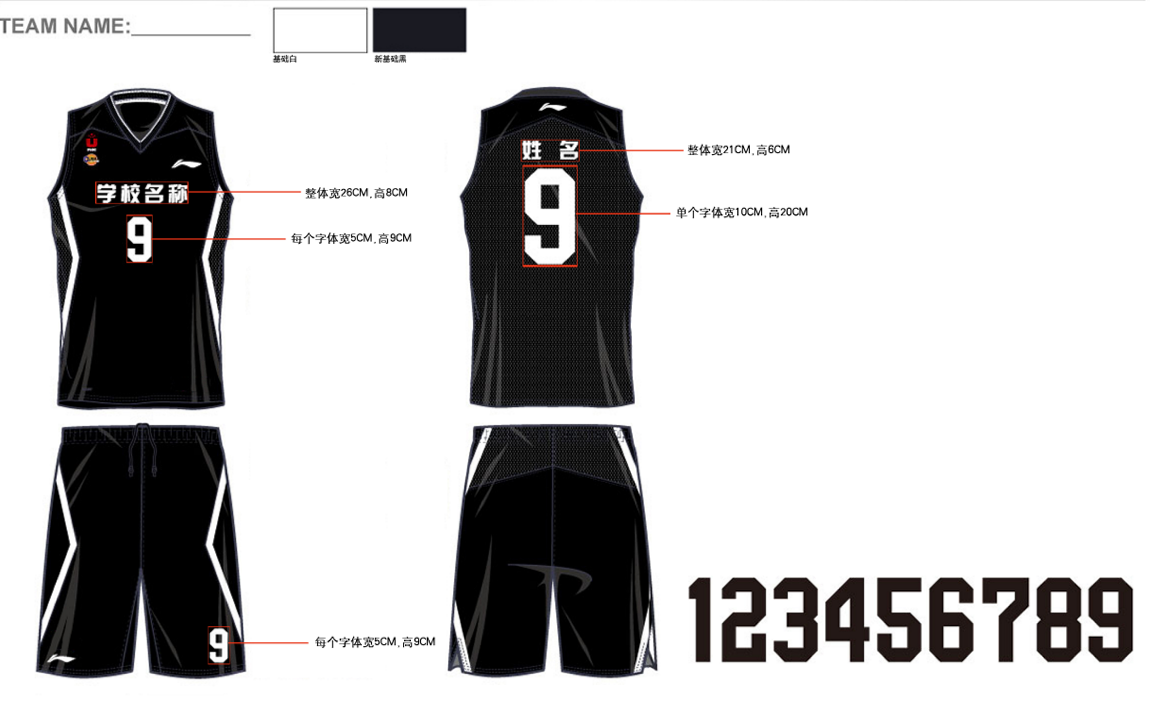 TEAM NAME:
基础白
新基础黑
学校名称
整体宽26CM,高8CM
9
每个字体宽5CM,高9CM
姓 名
整体宽21CM,高6CM
9
单个字体宽10CM,高20CM
9
每个字体宽5CM,高9CM
123456789